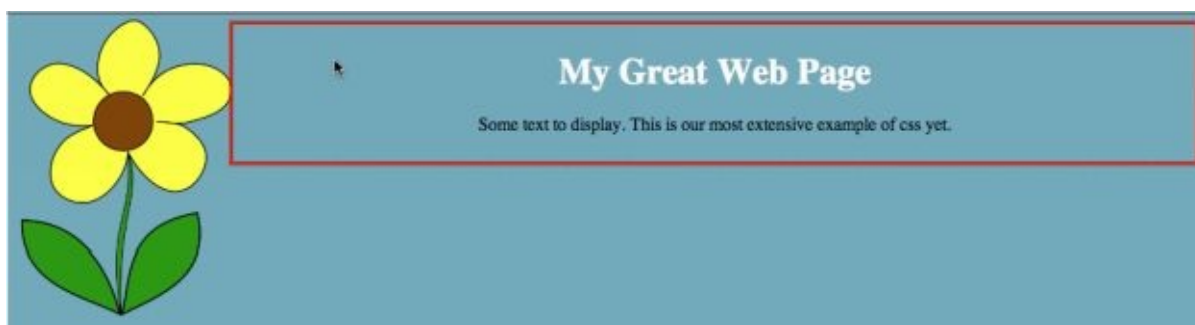 My Great Web Page
Some text to display. This is our most extensive example of css yet.